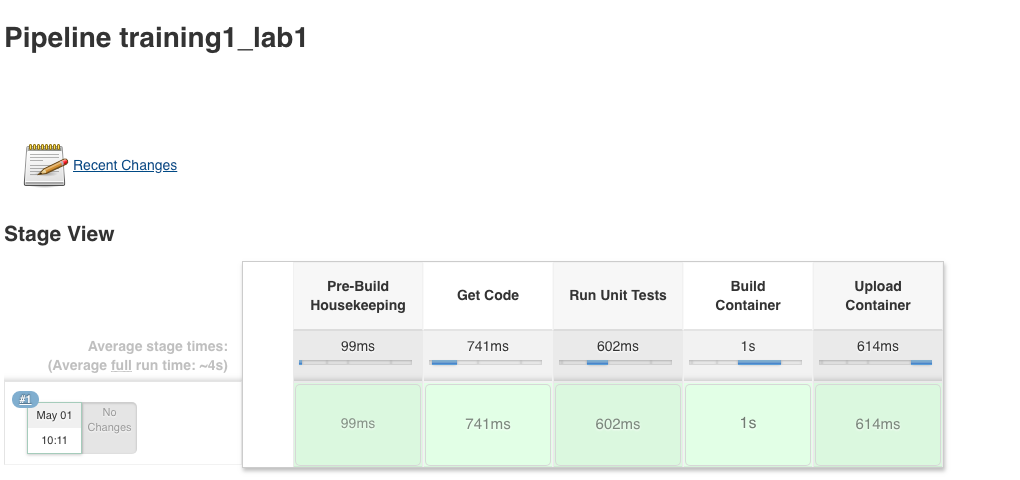 Pipeline training1_lab1
Recent Changes
Stage View
Pre-Build
Housekeeping
Get Code
Run Unit Tests
Build
Container
Upload
Container
Average stage times:
(Average full run time: ~4s)
99ms
741ms
602ms
1s
614ms
#1
May 01
10:11
No
Changes
99ms
741ms
602ms
1s
614ms